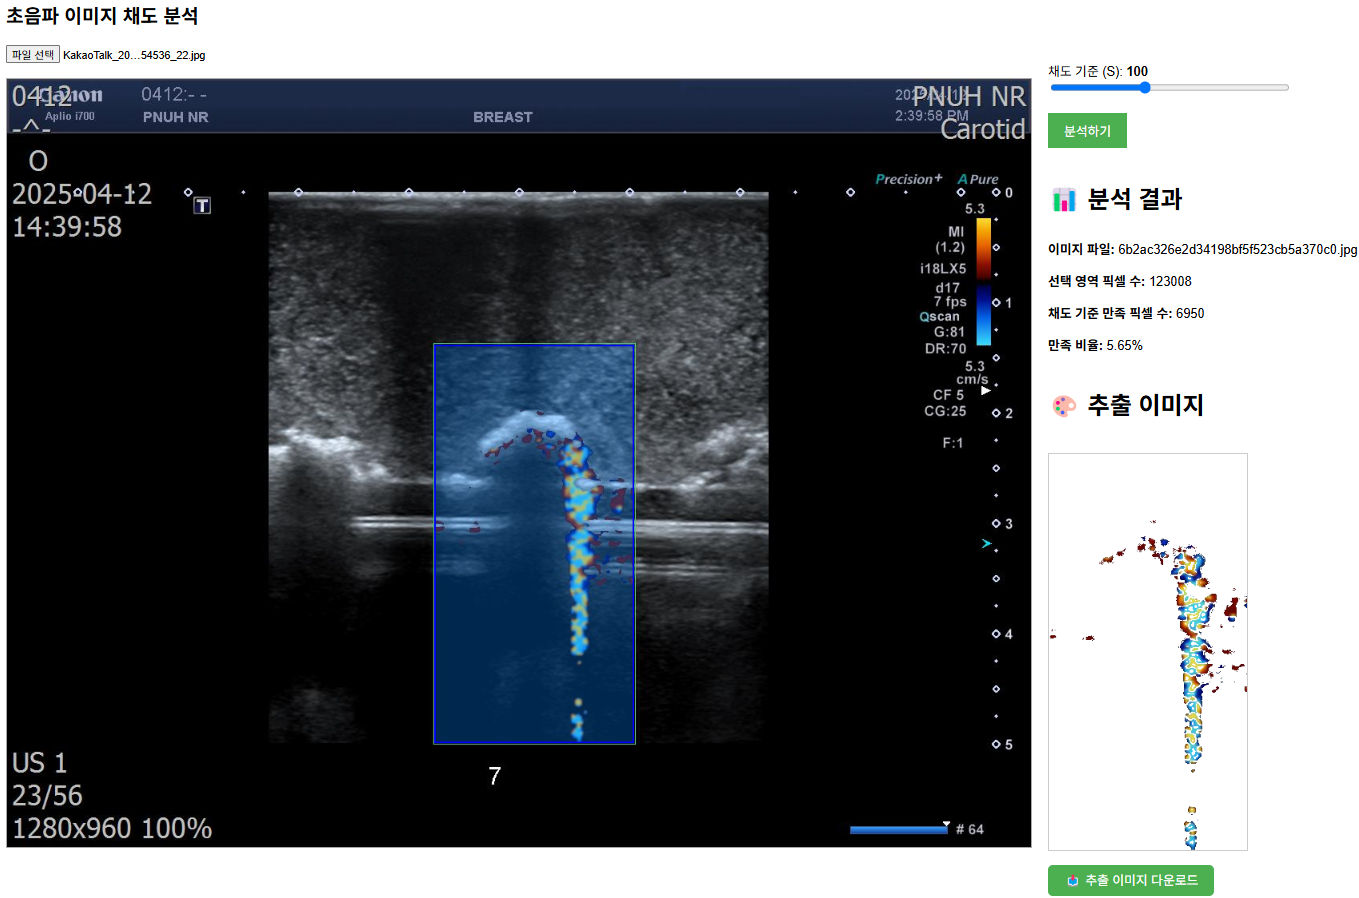 초음파 이미지 채도 분석
파일 선택 KakaoTalk_20...54536_22.jpg
0412
Canon
0412:- -
PNUH NR
-^-
Aplio i700
PNUH NR
BREAST
2:39:58 PM
Carotid
O
2025-04-12
14:39:58
T
Precision+ APure
5.3
MI
(1.2)
i18LX5
d17
7 fps
Qscan
G:81
DR:70
5.3
cm/s
CF 5
CG:25
F:1
0
1
2
3
4
5
7
US 1
23/56
1280x960 100%
# 64
채도 기준 (S): 100
분석하기
📊 분석 결과
이미지 파일: 6b2ac326e2d34198bf5f523cb5a370c0.jpg
선택 영역 픽셀 수: 123008
채도 기준 만족 픽셀 수: 6950
만족 비율: 5.65%
🎨 추출 이미지
📥 추출 이미지 다운로드